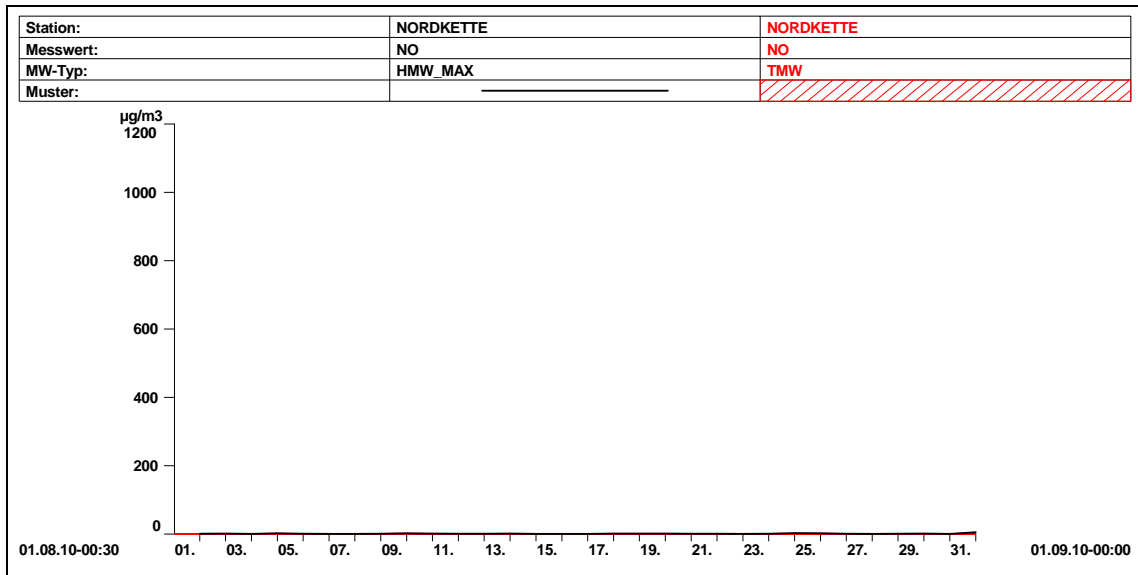 Station: NORDKETTE NORDKETTE
Messwert: NO NO
MW-Typ: HMW_MAX TMW
Muster:
µg/m3
1200
1000
800
600
400
200
0
01.08.10-00:30 01. 03. 05. 07. 09. 11. 13. 15. 17. 19. 21. 23. 25. 27. 29. 31. 01.09.10-00:00